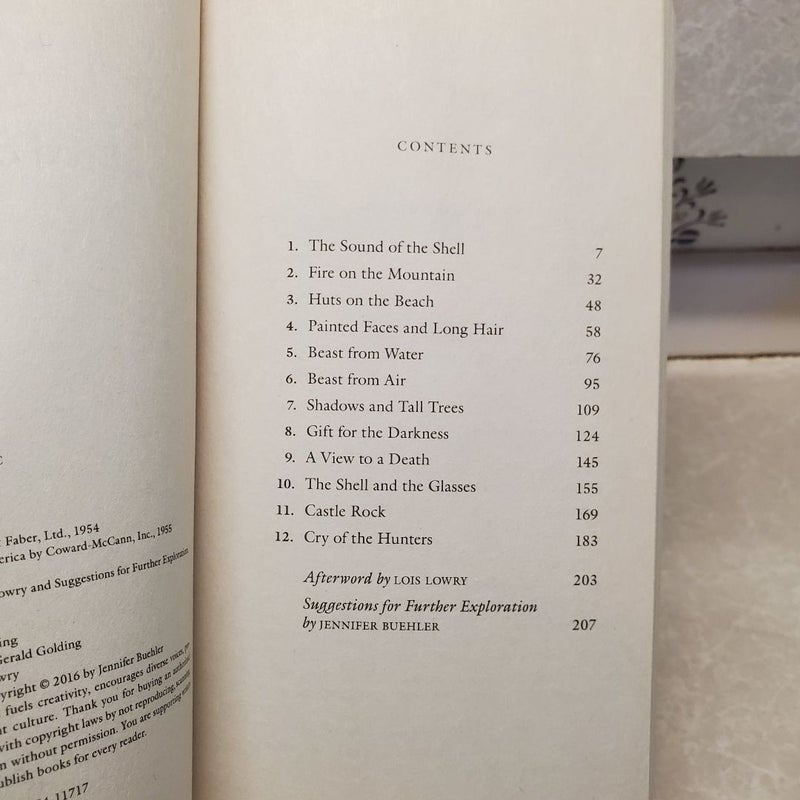 Faber, Ltd., 1954
erica by Coward-McCann, Inc., 1955
owry and Suggestions for Further Exploration
ing
Gerald Golding
wry
yright © 2016 by Jennifer Buehler
fuels creativity, encourages diverse voices,
t culture. Thank you for buying an authorized
with copyright laws by not reproducing, scanning,
n without permission. You are supporting
ublish books for every reader.
11717
CONTENTS
1. The Sound of the Shell 7
2. Fire on the Mountain 32
3. Huts on the Beach 48
4. Painted Faces and Long Hair 58
5. Beast from Water 76
6. Beast from Air 95
7. Shadows and Tall Trees 109
8. Gift for the Darkness 124
9. A View to a Death 145
10. The Shell and the Glasses 155
11. Castle Rock 169
12. Cry of the Hunters 183
Afterword by LOIS LOWRY 203
Suggestions for Further Exploration
by JENNIFER BUEHLER 207